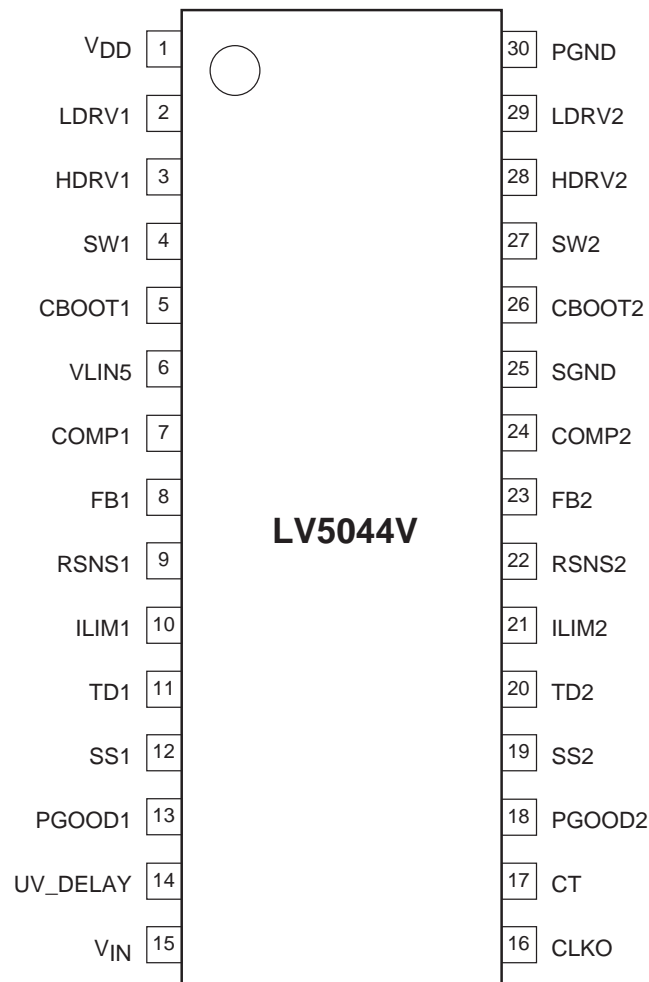 VDD 1 30 PGND
LDRV1 2 29 LDRV2
HDRV1 3 28 HDRV2
SW1 4 27 SW2
CBOOT1 5 26 CBOOT2
VLIN5 6 25 SGND
COMP1 7 24 COMP2
FB1 8 23 FB2
LV5044V
RSNS1 9 22 RSNS2
ILIM1 10 21 ILIM2
TD1 11 20 TD2
SS1 12 19 SS2
PGOOD1 13 18 PGOOD2
UV_DELAY 14 17 CT
VIN 15 16 CLKO